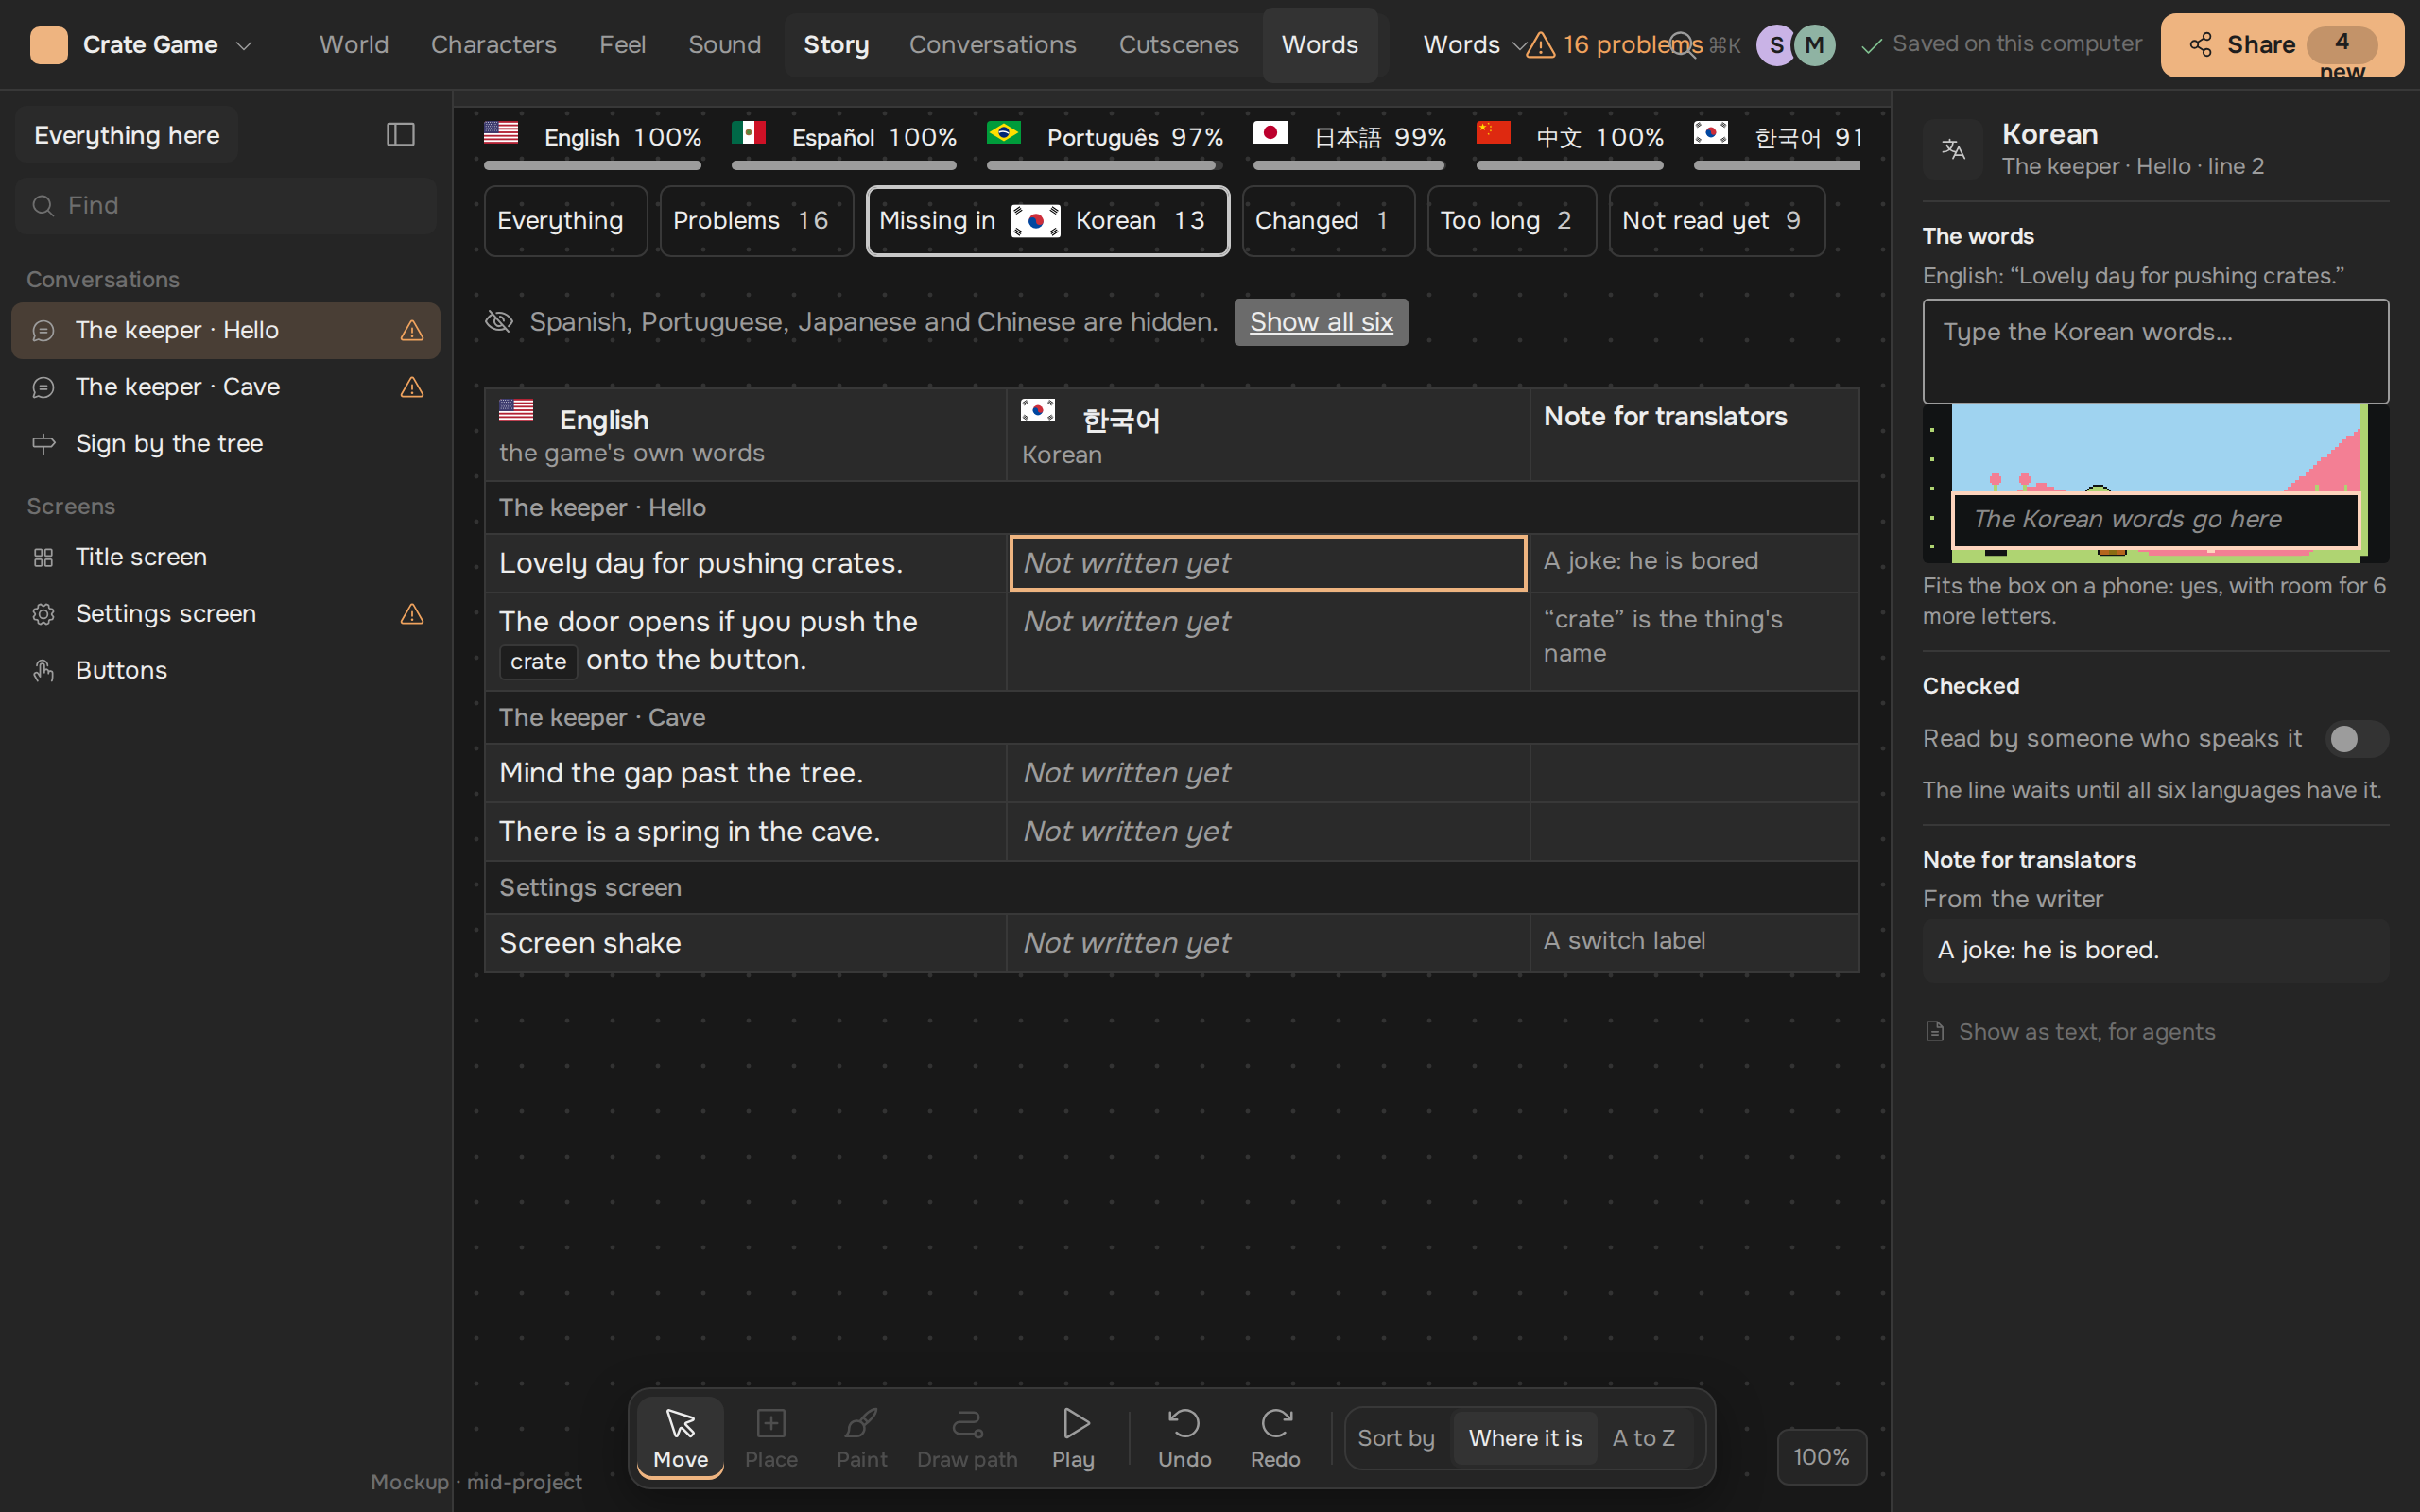 Crate Game World Characters Feel Sound Story Conversations Cutscenes Words Words 16 problems ⌘K S M Saved on this computer Share 4 new
Everything here
Find
Conversations
The keeper · Hello
The keeper · Cave
Sign by the tree
Screens
Title screen
Settings screen
Buttons
English 100% Español 100% Português 97% 日本語 99% 中文 100% 한국어 91
Everything Problems 16 Missing in Korean 13 Changed 1 Too long 2 Not read yet 9
Spanish, Portuguese, Japanese and Chinese are hidden. Show all six
English 한국어 Note for translators
the game's own words Korean
The keeper · Hello
Lovely day for pushing crates. Not written yet A joke: he is bored
The door opens if you push the Not written yet “crate” is the thing's
crate onto the button. name
The keeper · Cave
Mind the gap past the tree. Not written yet
There is a spring in the cave. Not written yet
Settings screen
Screen shake Not written yet A switch label
Move Place Paint Draw path Play Undo Redo Sort by Where it is A to Z
100%
Mockup · mid-project
Korean
The keeper · Hello · line 2
The words
English: “Lovely day for pushing crates.”
Type the Korean words...
The Korean words go here
Fits the box on a phone: yes, with room for 6
more letters.
Checked
Read by someone who speaks it
The line waits until all six languages have it.
Note for translators
From the writer
A joke: he is bored.
Show as text, for agents